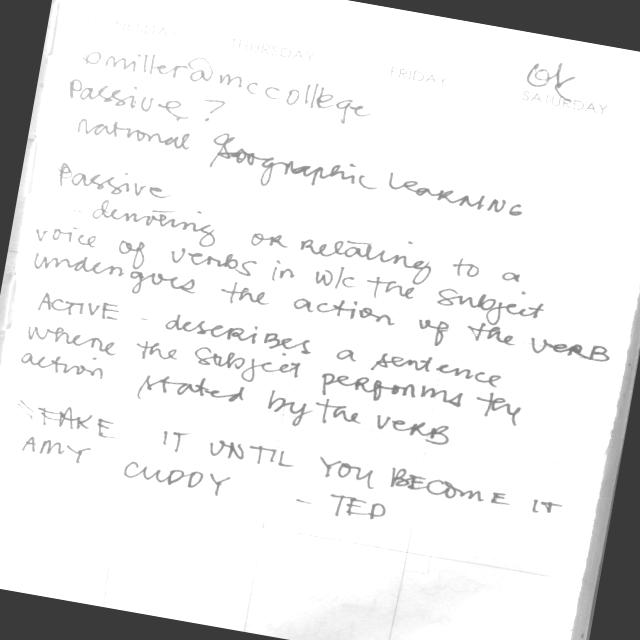 THURSDAY
FRIDAY
OK
SATURDAY
omiller@mccollege
Passive?
National Geographic LEARNING
Passive
- denoting or relating to a
voice of verbs in w/c the subject
undergoes the action of the VERB
ACTIVE - describes a sentence
where the subject performs the
action stated by the verb
FAKE IT UNTIL YOU BECOME IT
AMY CUDDY - TED